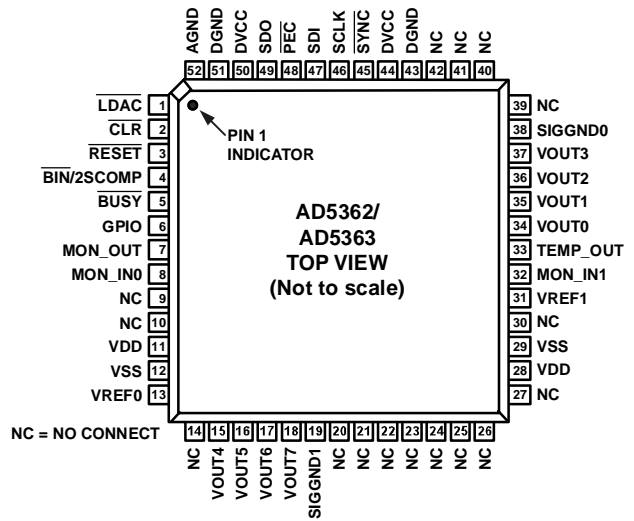 AGND DGND DVCC SDO PEC SDI SCLK SYNC DVCC DGND NC NC NC
52 51 50 49 48 47 46 45 44 43 42 41 40
LDAC 1
CLR 2
RESET 3
BIN/2SCOMP 4
BUSY 5
GPIO 6
MON_OUT 7
MON_IN0 8
NC 9
NC 10
VDD 11
VSS 12
VREF0 13
PIN 1
INDICATOR
AD5362/
AD5363
TOP VIEW
(Not to scale)
39 NC
38 SIGGND0
37 VOUT3
36 VOUT2
35 VOUT1
34 VOUT0
33 TEMP_OUT
32 MON_IN1
31 VREF1
30 NC
29 VSS
28 VDD
27 NC
NC = NO CONNECT
14 15 16 17 18 19 20 21 22 23 24 25 26
NC VOUT4 VOUT5 VOUT6 VOUT7 SIGGND1 NC NC NC NC NC NC NC